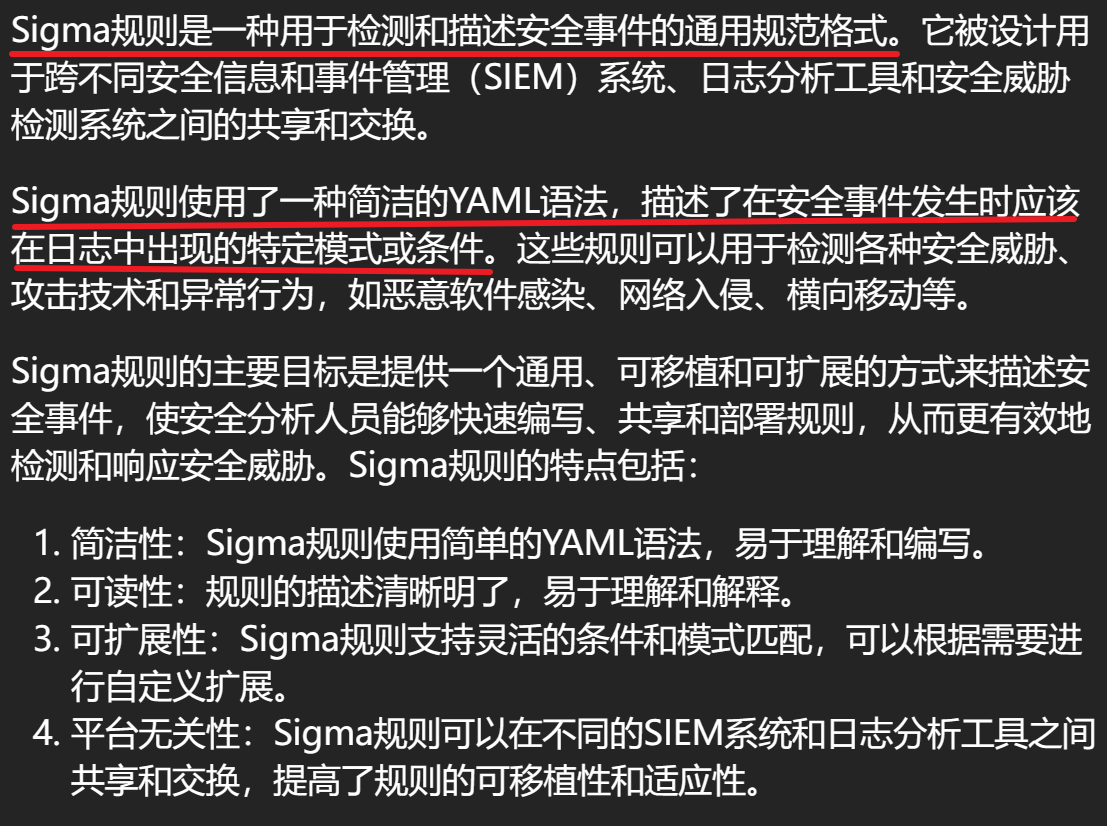 Sigma规则是一种用于检测和描述安全事件的通用规范格式。它被设计用
于跨不同安全信息和事件管理（SIEM）系统、日志分析工具和安全威胁
检测系统之间的共享和交换。
Sigma规则使用了一种简洁的YAML语法，描述了在安全事件发生时应该
在日志中出现的特定模式或条件。这些规则可以用于检测各种安全威胁、
攻击技术和异常行为，如恶意软件感染、网络入侵、横向移动等。
Sigma规则的主要目标是提供一个通用、可移植和可扩展的方式来描述安
全事件，使安全分析人员能够快速编写、共享和部署规则，从而更有效地
检测和响应安全威胁。Sigma规则的特点包括：
1. 简洁性：Sigma规则使用简单的YAML语法，易于理解和编写。
2. 可读性：规则的描述清晰明了，易于理解和解释。
3. 可扩展性：Sigma规则支持灵活的条件和模式匹配，可以根据需要进
行自定义扩展。
4. 平台无关性：Sigma规则可以在不同的SIEM系统和日志分析工具之间
共享和交换，提高了规则的可移植性和适应性。